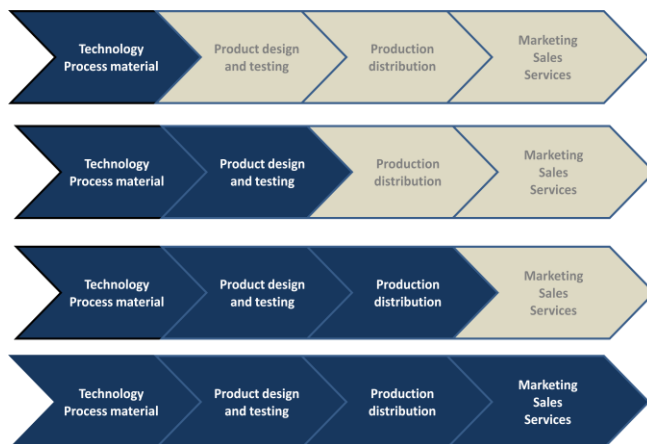 Technology
Process material
Product design
and testing
Production
distribution
Marketing
Sales
Services
Technology
Process material
Product design
and testing
Production
distribution
Marketing
Sales
Services
Technology
Process material
Product design
and testing
Production
distribution
Marketing
Sales
Services
Technology
Process material
Product design
and testing
Production
distribution
Marketing
Sales
Services